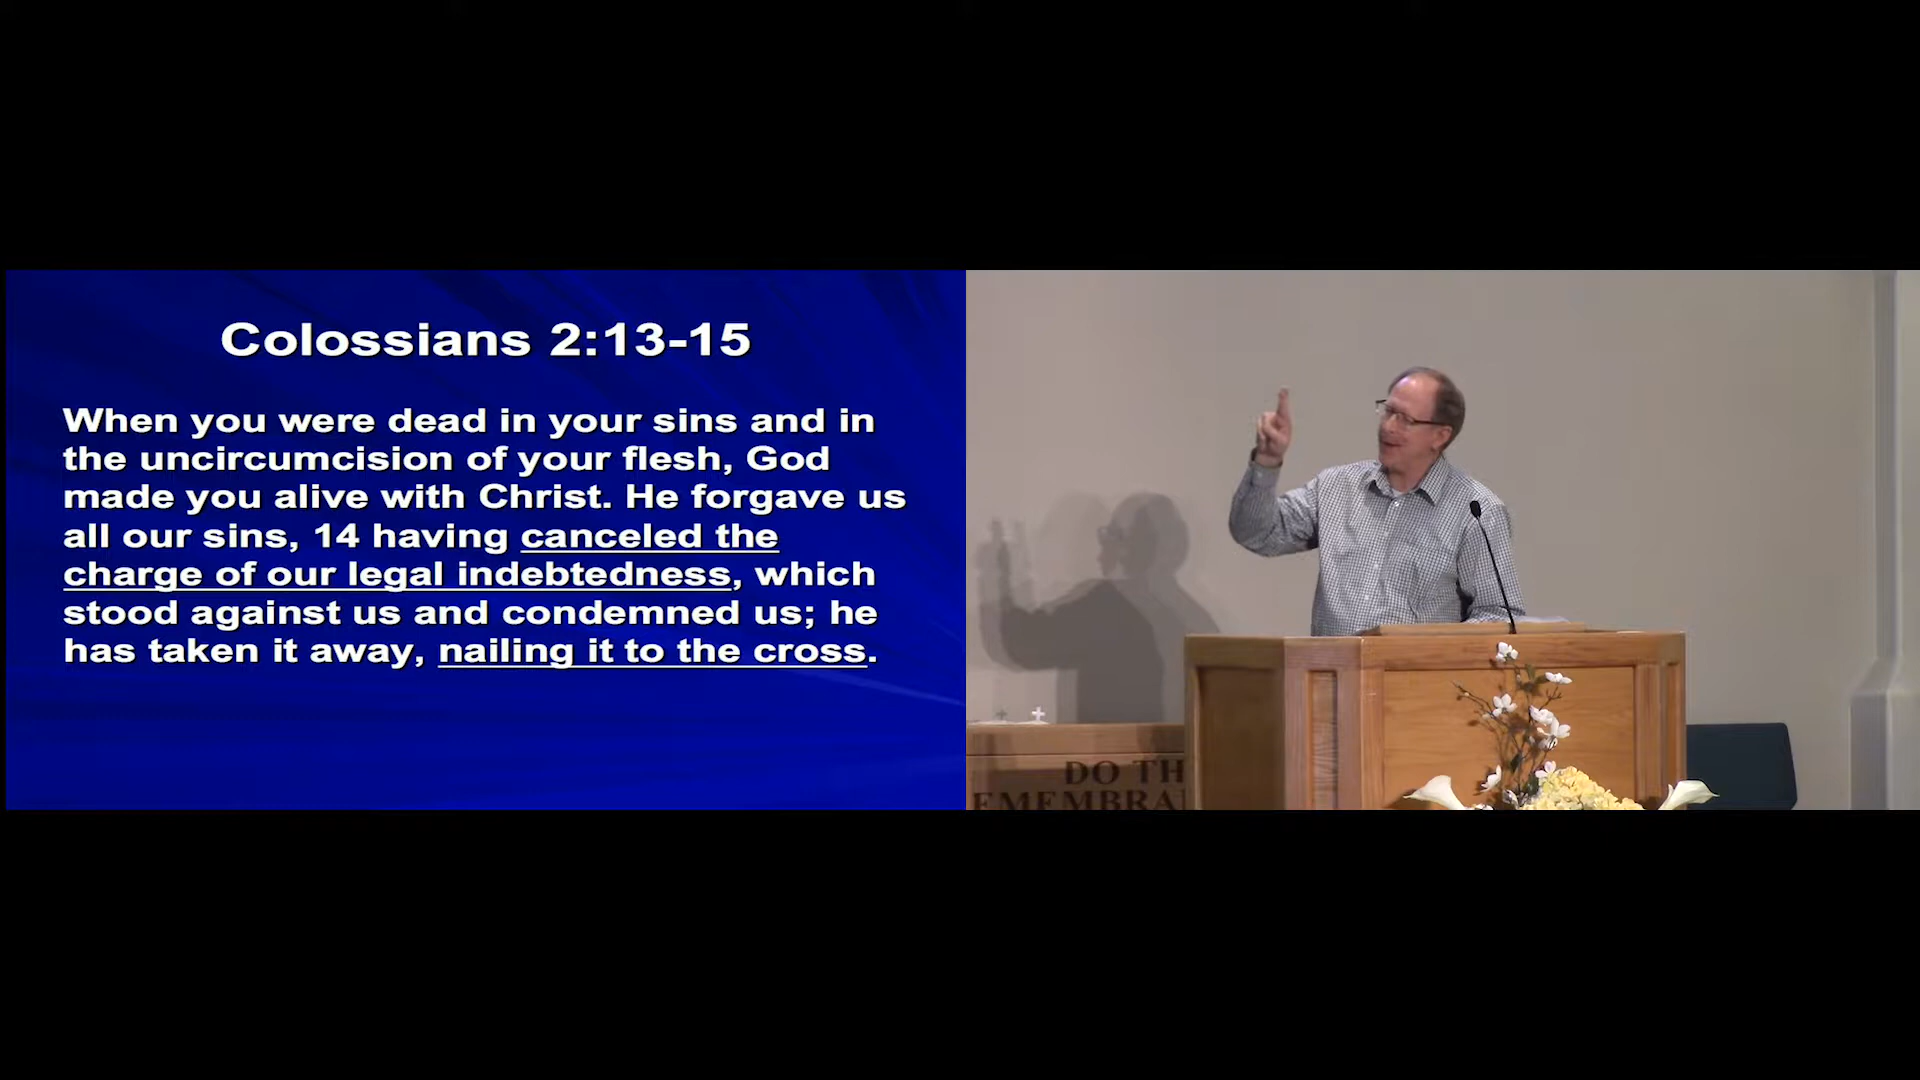 Colossians 2:13-15
When you were dead in your sins and in
the uncircumcision of your flesh, God
made you alive with Christ. He forgave us
all our sins, 14 having canceled the
charge of our legal indebtedness, which
stood against us and condemned us; he
has taken it away, nailing it to the cross.
DO TH
EMEMBRA